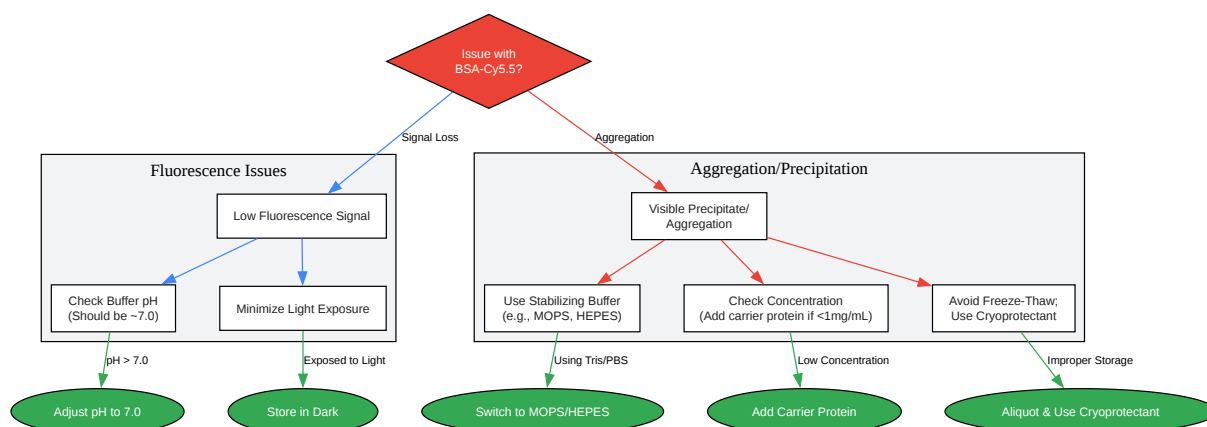 Issue with
BSA-Cy5.5?
Signal Loss
Aggregation
Fluorescence Issues
Aggregation/Precipitation
Low Fluorescence Signal
Visible Precipitate/
Aggregation
Check Buffer pH
(Should be ~7.0)
Minimize Light Exposure
Use Stabilizing Buffer
(e.g., MOPS, HEPES)
Check Concentration
(Add carrier protein if <1mg/mL)
Avoid Freeze-Thaw;
Use Cryoprotectant
pH > 7.0
Exposed to Light
Using Tris/PBS
Low Concentration
Improper Storage
Adjust pH to 7.0
Store in Dark
Switch to MOPS/HEPES
Add Carrier Protein
Aliquot & Use Cryoprotectant